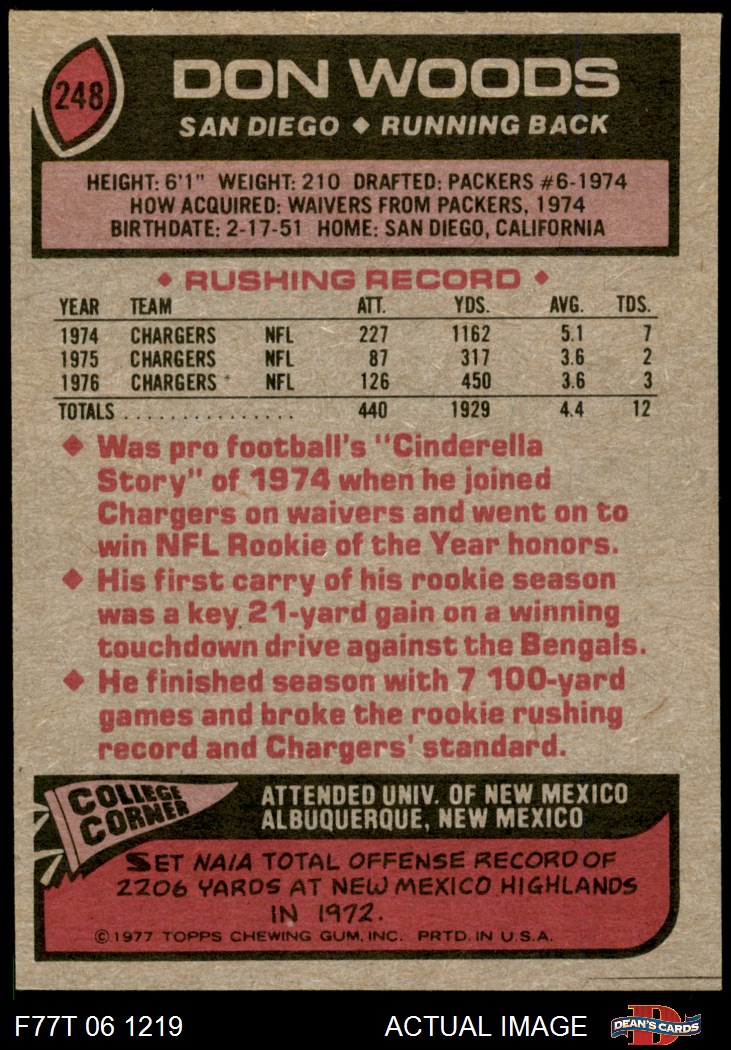 248
DON WOODS
SAN DIEGO ◆ RUNNING BACK
HEIGHT: 6'1" WEIGHT: 210 DRAFTED: PACKERS #6-1974
HOW ACQUIRED: WAIVERS FROM PACKERS, 1974
BIRTHDATE: 2-17-51 HOME: SAN DIEGO, CALIFORNIA
◆ RUSHING RECORD ◆
YEAR TEAM ATT. YDS. AVG. TDS.
1974 CHARGERS NFL 227 1162 5.1 7
1975 CHARGERS NFL 87 317 3.6 2
1976 CHARGERS NFL 126 450 3.6 3
TOTALS . . . . . . . . . . . . . . . 440 1929 4.4 12
◆ Was pro football's "Cinderella
Story" of 1974 when he joined
Chargers on waivers and went on to
win NFL Rookie of the Year honors.
◆ His first carry of his rookie season
was a key 21-yard gain on a winning
touchdown drive against the Bengals.
◆ He finished season with 7 100-yard
games and broke the rookie rushing
record and Chargers' standard.
COLLEGE
CORNER
ATTENDED UNIV. OF NEW MEXICO
ALBUQUERQUE, NEW MEXICO
SET NAIA TOTAL OFFENSE RECORD OF
2206 YARDS AT NEW MEXICO HIGHLANDS
IN 1972.
©1977 TOPPS CHEWING GUM, INC. PRTD. IN U.S.A.
F77T 06 1219 ACTUAL IMAGE
D
DEAN'S CARDS